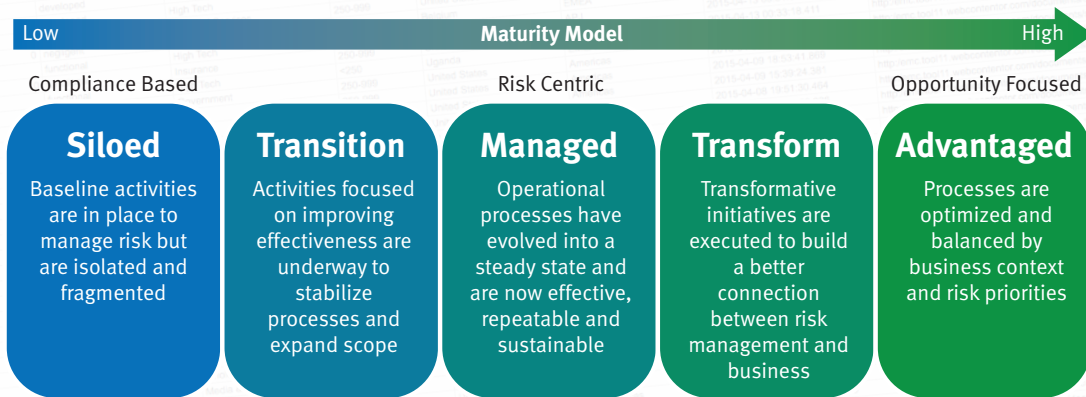 Low Maturity Model High
Compliance Based Risk Centric Opportunity Focused
Siloed
Baseline activities
are in place to
manage risk but
are isolated and
fragmented
Transition
Activities focused
on improving
effectiveness are
underway to
stabilize
processes and
expand scope
Managed
Operational
processes have
evolved into a
steady state and
are now effective,
repeatable and
sustainable
Transform
Transformative
initiatives are
executed to build
a better
connection
between risk
management and
business
Advantaged
Processes are
optimized and
balanced by
business context
and risk priorities